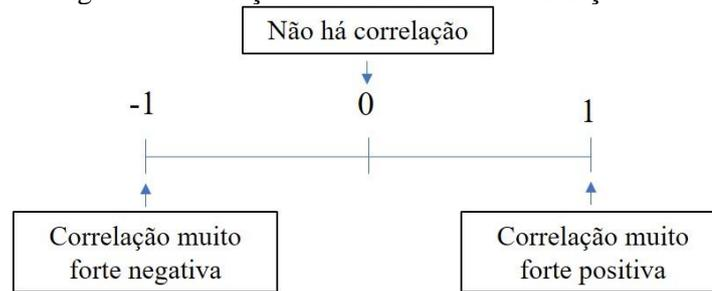 Não há correlação
-1 0 1
Correlação muito
forte negativa
Correlação muito
forte positiva